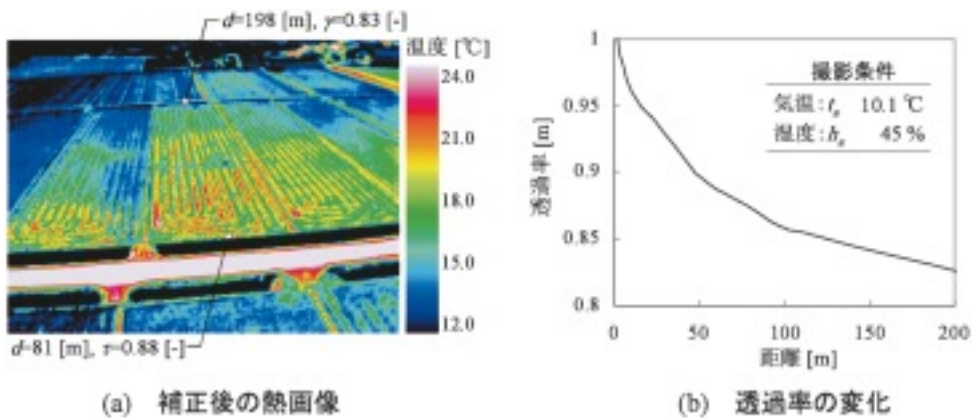 d=198 [m], γ=0.83 [-]
温度 [℃]
24.0
21.0
18.0
15.0
12.0
d=81 [m], τ=0.88 [-]
(a) 補正後の熱画像
透過率 [m]
1
0.95
0.9
0.85
0.8
撮影条件
気温 : tₐ 10.1 ℃
湿度 : hₐ 45 %
0 50 100 150 200
距離 [m]
(b) 透過率の変化